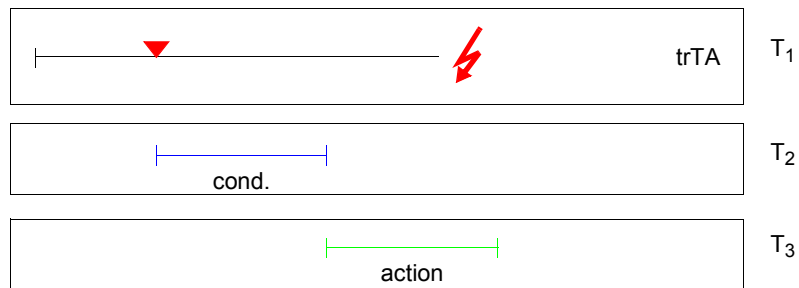 trTA
T1
cond.
T2
action
T3